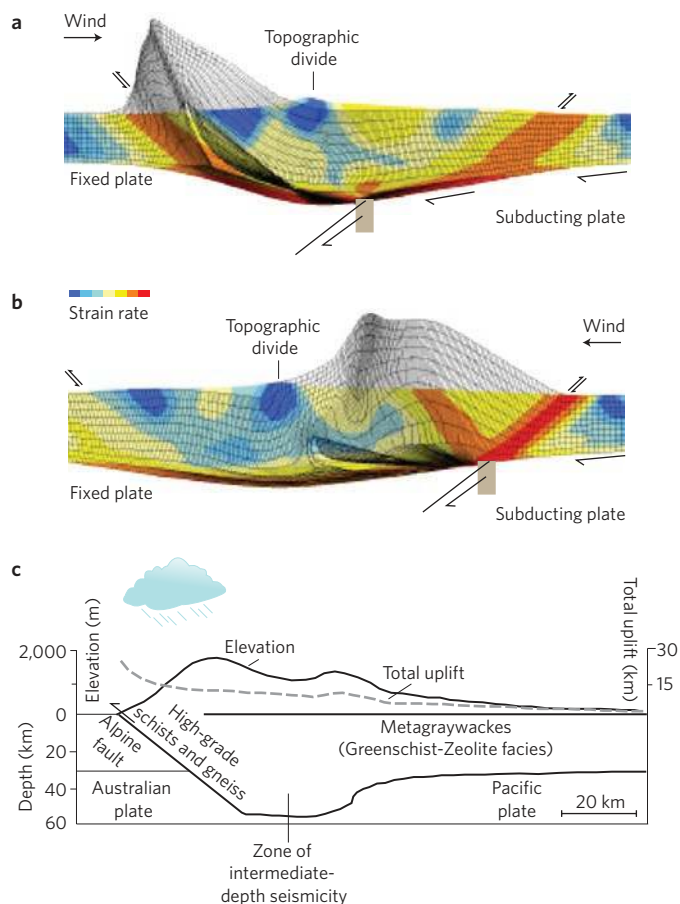 a
Wind
Topographic
divide
Fixed plate
Subducting plate
b
Strain rate
Topographic
divide
Wind
Fixed plate
Subducting plate
c
Elevation (m)
Total uplift (km)
2,000
0
30
15
Elevation
Total uplift
High-grade
schists and gneiss
Metagraywackes
(Greenschist-Zeolite facies)
Alpine
fault
Depth (km)
20
40
60
Australian
plate
Pacific
plate
20 km
Zone of
intermediate-
depth seismicity